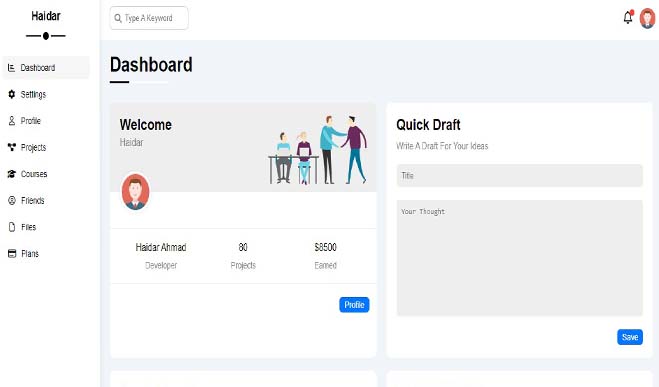 Haidar
Type A Keyword
Dashboard
Settings
Profile
Projects
Courses
Friends
Files
Plans
Dashboard
Welcome
Haidar
Haidar Ahmad
Developer
80
Projects
$8500
Earned
Profile
Quick Draft
Write A Draft For Your Ideas
Title
Your Thought
Save